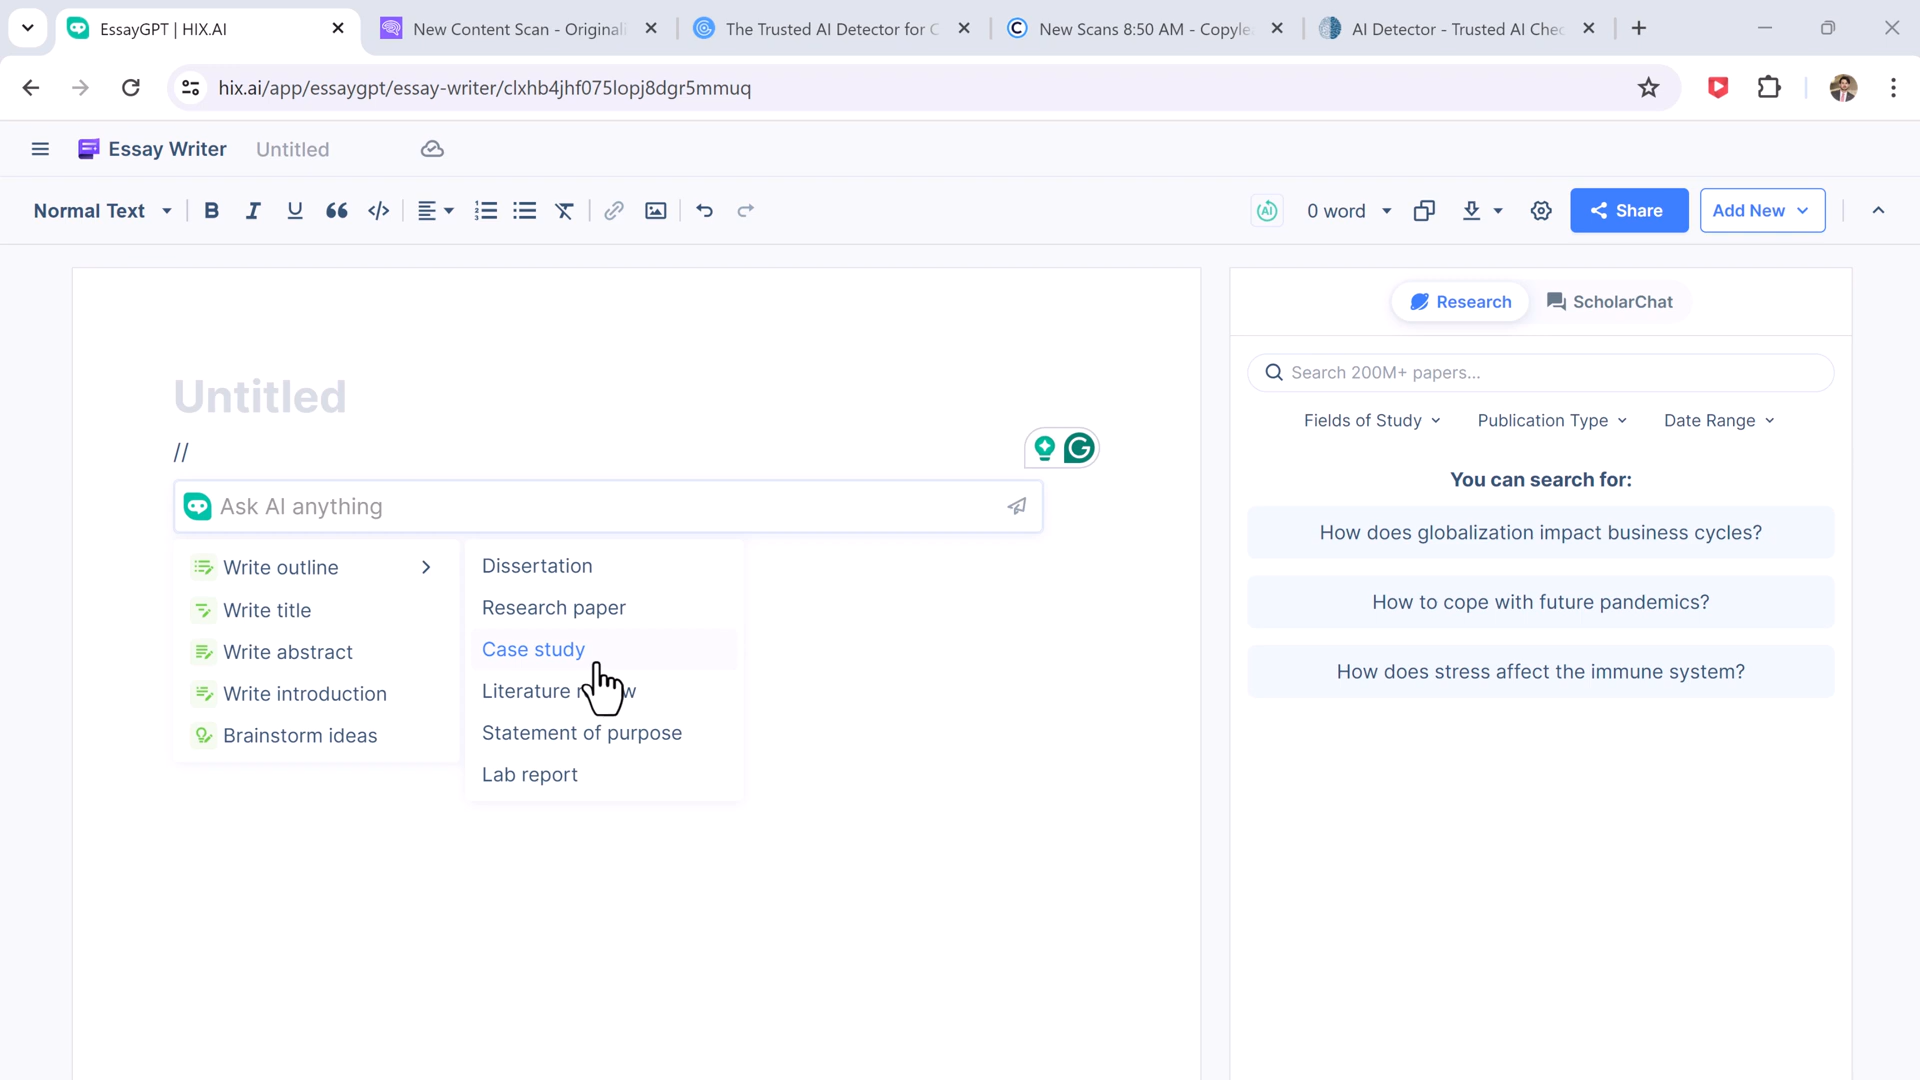 EssayGPT | HIX.AI
New Content Scan - Originali
The Trusted AI Detector for C
New Scans 8:50 AM - Copyle
AI Detector - Trusted AI Chec
hix.ai/app/essaygpt/essay-writer/clxhb4jhf075lopj8dgr5mmuq
Essay Writer Untitled
Normal Text
B I U
AI
0 word
Share
Add New
Research
ScholarChat
Search 200M+ papers...
Fields of Study
Publication Type
Date Range
Untitled
//
Ask AI anything
Write outline
Write title
Write abstract
Write introduction
Brainstorm ideas
Dissertation
Research paper
Case study
Literature r w
Statement of purpose
Lab report
You can search for:
How does globalization impact business cycles?
How to cope with future pandemics?
How does stress affect the immune system?